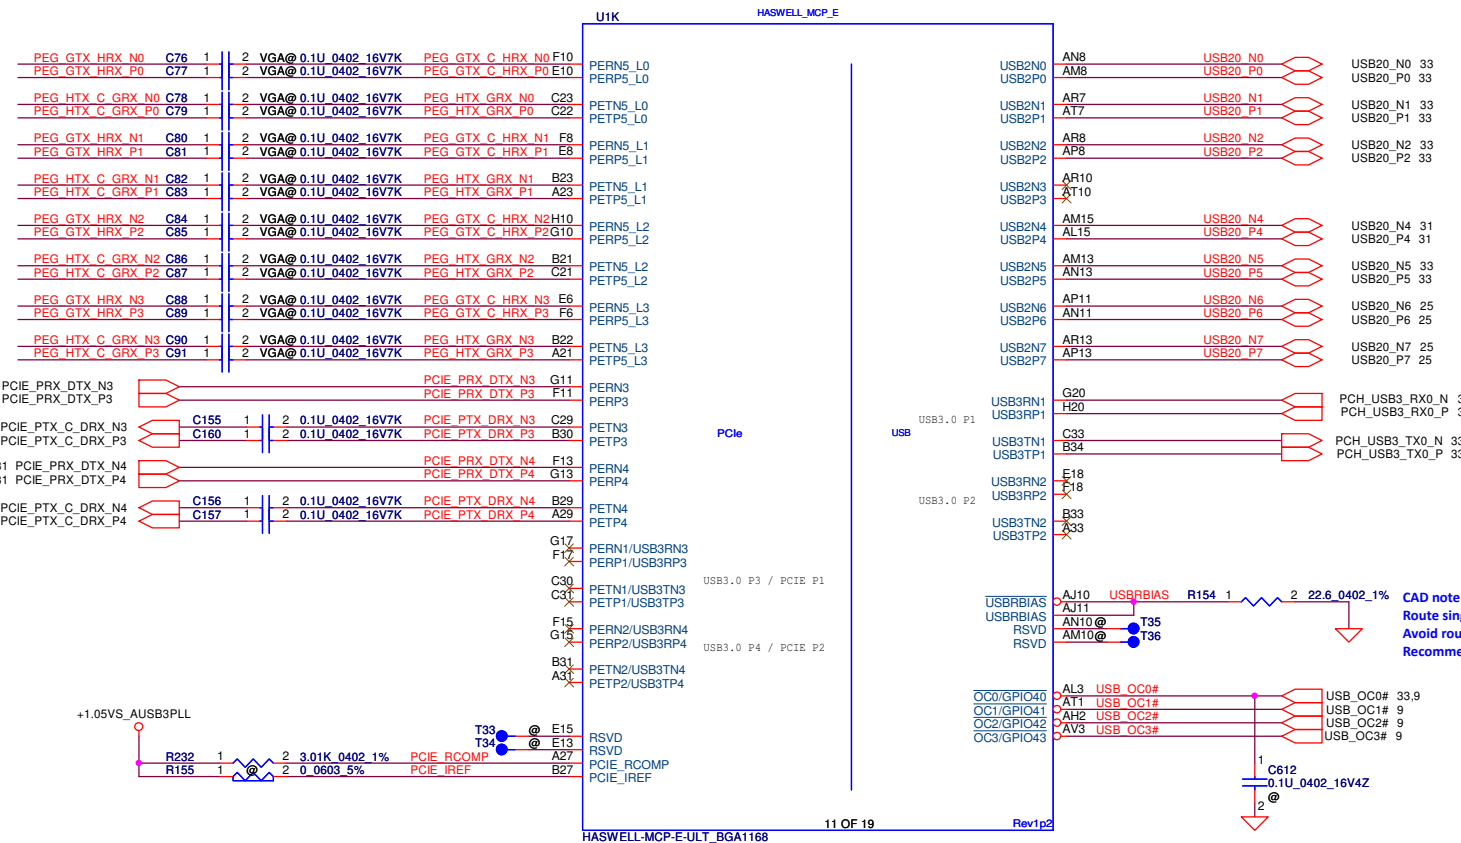 U1K
HASWELL_MCP_E
PEG_GTX_HRX_N0 C76 1 2 VGA@ 0.1U_0402_16V7K PEG_GTX_C_HRX_N0 F10 PERN5_L0
PEG_GTX_HRX_P0 C77 1 2 VGA@ 0.1U_0402_16V7K PEG_GTX_C_HRX_P0 E10 PERP5_L0
PEG_HTX_C_GRX_N0 C78 1 2 VGA@ 0.1U_0402_16V7K PEG_HTX_GRX_N0 C23 PETN5_L0
PEG_HTX_C_GRX_P0 C79 1 2 VGA@ 0.1U_0402_16V7K PEG_HTX_GRX_P0 C22 PETP5_L0
PEG_GTX_HRX_N1 C80 1 2 VGA@ 0.1U_0402_16V7K PEG_GTX_C_HRX_N1 F8 PERN5_L1
PEG_GTX_HRX_P1 C81 1 2 VGA@ 0.1U_0402_16V7K PEG_GTX_C_HRX_P1 E8 PERP5_L1
PEG_HTX_C_GRX_N1 C82 1 2 VGA@ 0.1U_0402_16V7K PEG_HTX_GRX_N1 B23 PETN5_L1
PEG_HTX_C_GRX_P1 C83 1 2 VGA@ 0.1U_0402_16V7K PEG_HTX_GRX_P1 A23 PETP5_L1
PEG_GTX_HRX_N2 C84 1 2 VGA@ 0.1U_0402_16V7K PEG_GTX_C_HRX_N2 H10 PERN5_L2
PEG_GTX_HRX_P2 C85 1 2 VGA@ 0.1U_0402_16V7K PEG_GTX_C_HRX_P2 G10 PERP5_L2
PEG_HTX_C_GRX_N2 C86 1 2 VGA@ 0.1U_0402_16V7K PEG_HTX_GRX_N2 B21 PETN5_L2
PEG_HTX_C_GRX_P2 C87 1 2 VGA@ 0.1U_0402_16V7K PEG_HTX_GRX_P2 C21 PETP5_L2
PEG_GTX_HRX_N3 C88 1 2 VGA@ 0.1U_0402_16V7K PEG_GTX_C_HRX_N3 E6 PERN5_L3
PEG_GTX_HRX_P3 C89 1 2 VGA@ 0.1U_0402_16V7K PEG_GTX_C_HRX_P3 F6 PERP5_L3
PEG_HTX_C_GRX_N3 C90 1 2 VGA@ 0.1U_0402_16V7K PEG_HTX_GRX_N3 B22 PETN5_L3
PEG_HTX_C_GRX_P3 C91 1 2 VGA@ 0.1U_0402_16V7K PEG_HTX_GRX_P3 A21 PETP5_L3
PCIE_PRX_DTX_N3 PCIE_PRX_DTX_N3 G11 PERN3
PCIE_PRX_DTX_P3 PCIE_PRX_DTX_P3 F11 PERP3
PCIE_PTX_C_DRX_N3 C155 1 2 0.1U_0402_16V7K PCIE_PTX_DRX_N3 C29 PETN3
PCIE_PTX_C_DRX_P3 C160 1 2 0.1U_0402_16V7K PCIE_PTX_DRX_P3 B30 PETP3
PCIE_PRX_DTX_N4 PCIE_PRX_DTX_N4 F13 PERN4
PCIE_PRX_DTX_P4 PCIE_PRX_DTX_P4 G13 PERP4
PCIE_PTX_C_DRX_N4 C156 1 2 0.1U_0402_16V7K PCIE_PTX_DRX_N4 B29 PETN4
PCIE_PTX_C_DRX_P4 C157 1 2 0.1U_0402_16V7K PCIE_PTX_DRX_P4 A29 PETP4
G17 PERN1/USB3RN3
F17 PERP1/USB3RP3
USB3.0 P3 / PCIE P1
C30 PETN1/USB3TN3
C31 PETP1/USB3TP3
F15 PERN2/USB3RN4
G15 PERP2/USB3RP4
USB3.0 P4 / PCIE P2
B31 PETN2/USB3TN4
A31 PETP2/USB3TP4
T33 @ E15 RSVD
T34 @ E13 RSVD
+1.05VS_AUSB3PLL
R232 1 2 3.01K_0402_1% PCIE_RCOMP A27 PCIE_RCOMP
R155 1 @ 2 0_0603_5% PCIE_IREF B27 PCIE_IREF
PCIe
USB
USB2N0 AN8 USB20_N0 USB20_N0 33
USB2P0 AM8 USB20_P0 USB20_P0 33
USB2N1 AR7 USB20_N1 USB20_N1 33
USB2P1 AT7 USB20_P1 USB20_P1 33
USB2N2 AR8 USB20_N2 USB20_N2 33
USB2P2 AP8 USB20_P2 USB20_P2 33
USB2N3 AR10
USB2P3 AT10
USB2N4 AM15 USB20_N4 USB20_N4 31
USB2P4 AL15 USB20_P4 USB20_P4 31
USB2N5 AM13 USB20_N5 USB20_N5 33
USB2P5 AN13 USB20_P5 USB20_P5 33
USB2N6 AP11 USB20_N6 USB20_N6 25
USB2P6 AN11 USB20_P6 USB20_P6 25
USB2N7 AR13 USB20_N7 USB20_N7 25
USB2P7 AP13 USB20_P7 USB20_P7 25
USB3RN1 G20 PCH_USB3_RX0_N
USB3.0 P1
USB3RP1 H20 PCH_USB3_RX0_P
USB3TN1 C33 PCH_USB3_TX0_N 33
USB3TP1 B34 PCH_USB3_TX0_P 33
USB3RN2 E18
USB3.0 P2
USB3RP2 F18
USB3TN2 B33
USB3TP2 A33
USBRBIAS AJ10 USBRBIAS R154 1 2 22.6_0402_1%
USBRBIAS AJ11
RSVD AN10 @ T35
RSVD AM10 @ T36
CAD note
Route sing
Avoid rou
Recomme
OC0/GPIO40 AL3 USB_OC0# USB_OC0# 33,9
OC1/GPIO41 AT1 USB_OC1# USB_OC1# 9
OC2/GPIO42 AH2 USB_OC2# USB_OC2# 9
OC3/GPIO43 AV3 USB_OC3# USB_OC3# 9
1
C612
0.1U_0402_16V4Z
@
2
11 OF 19
Rev1p2
HASWELL-MCP-E-ULT_BGA1168